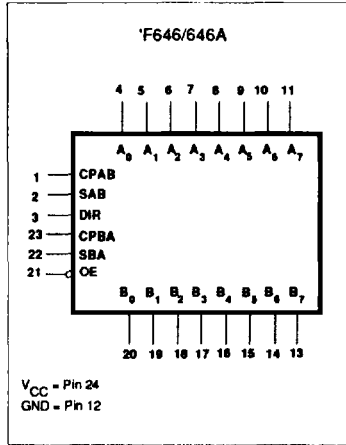 'F646/646A
4 5 6 7 8 9 10 11
A0 A1 A2 A3 A4 A5 A6 A7
1 CPAB
2 SAB
3 DIR
23 CPBA
22 SBA
21 OE
B0 B1 B2 B3 B4 B5 B6 B7
20 19 18 17 16 15 14 13
VCC = Pin 24
GND = Pin 12